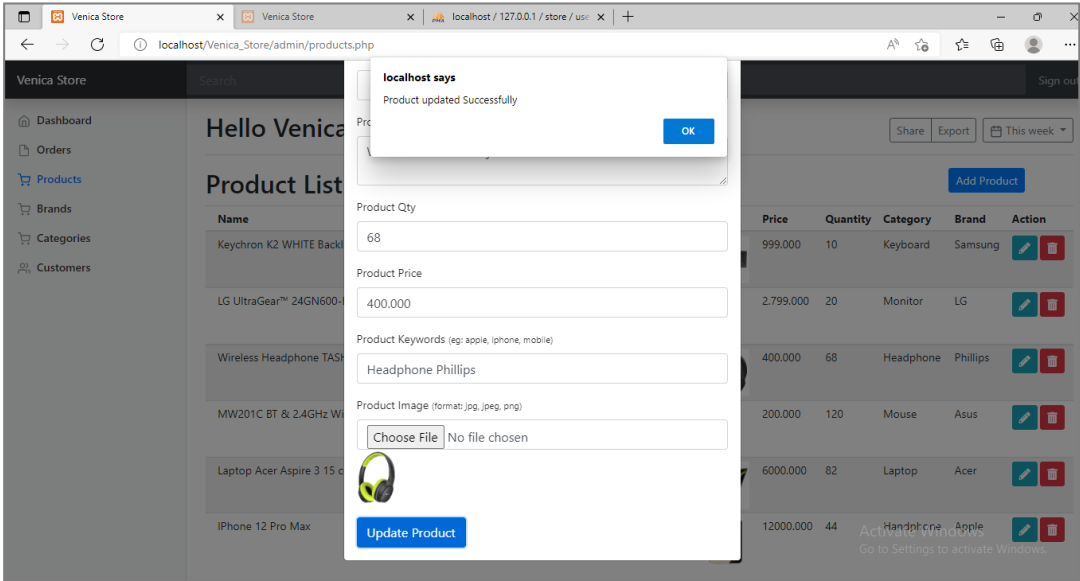 Venica Store
Venica Store
localhost / 127.0.0.1 / store / use
localhost/Venica_Store/admin/products.php
Venica Store
Search
Sign out
localhost says
Product updated Successfully
OK
Dashboard
Orders
Products
Brands
Categories
Customers
Hello Venica
Share
Export
This week
Product List
Add Product
Product Qty
68
Product Price
400.000
Product Keywords (eg: apple, iphone, mobile)
Headphone Phillips
Product Image (format: jpg, jpeg, png)
Choose File No file chosen
Update Product
Name Price Quantity Category Brand Action
Keychron K2 WHITE Backl 999.000 10 Keyboard Samsung
LG UltraGear™ 24GN600- 2.799.000 20 Monitor LG
Wireless Headphone TASH 400.000 68 Headphone Phillips
MW201C BT & 2.4GHz Wi 200.000 120 Mouse Asus
Laptop Acer Aspire 3 15 c 6000.000 82 Laptop Acer
IPhone 12 Pro Max 12000.000 44 Handphone Apple
Activate Windows
Go to Settings to activate Windows.